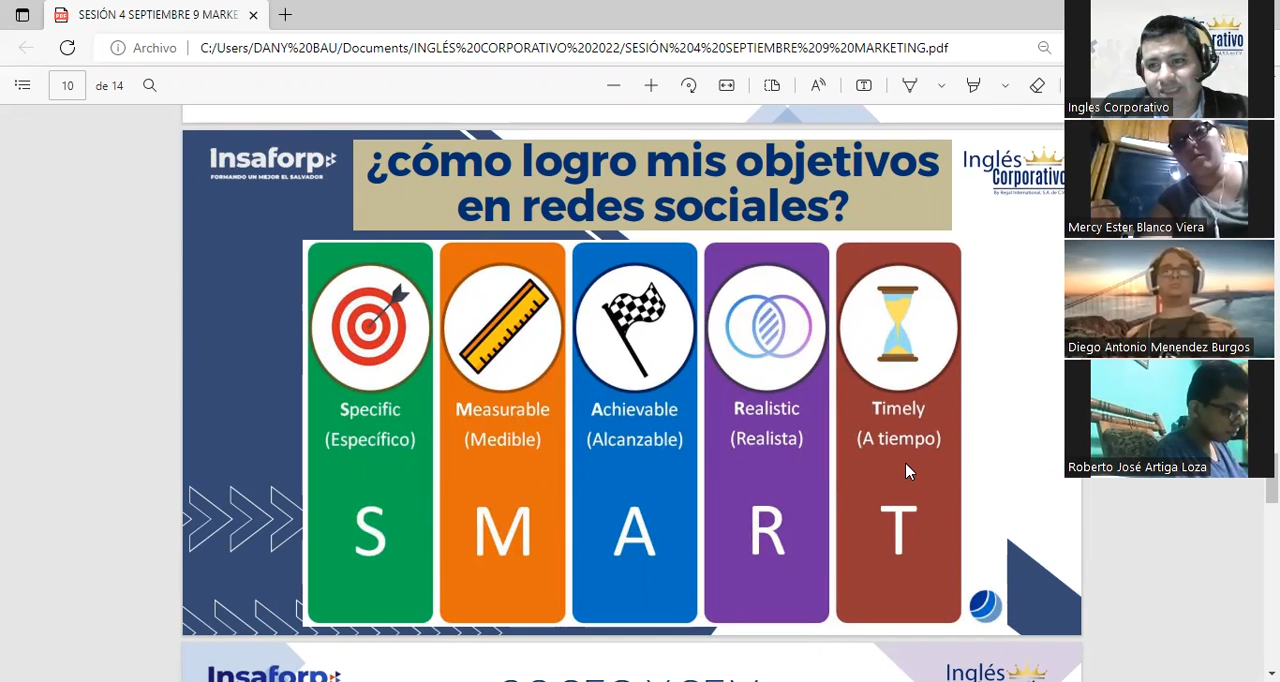 SESIÓN 4 SEPTIEMBRE 9 MARKE
Archivo
C:/Users/DANY%20BAU/Documents/INGLÉS%20CORPORATIVO%202022/SESIÓN%204%20SEPTIEMBRE%209%20MARKETING.pdf
10 de 14
Insaforp
FORMANDO UN MEJOR EL SALVADOR
¿cómo logro mis objetivos
en redes sociales?
Inglés
Corporativo
Specific
(Específico)
S
Measurable
(Medible)
M
Achievable
(Alcanzable)
A
Realistic
(Realista)
R
Timely
(A tiempo)
T
Insaforp
Inglés
Ingles Corporativo
Mercy Ester Blanco Viera
Diego Antonio Menendez Burgos
Roberto José Artiga Loza